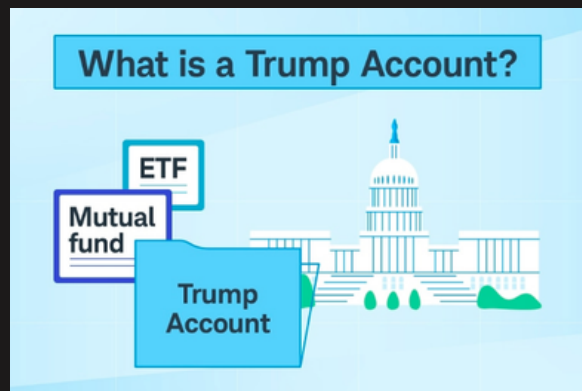 What is a Trump Account?
ETF
Mutual
fund
Trump
Account